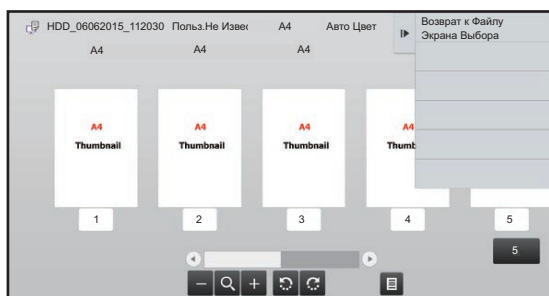 HDD_06062015_112030 Польз.Не Извес A4 Авто Цвет
Возврат к Файлу
Экрана Выбора
A4 A4 A4
A4 A4 A4 A4
Thumbnail Thumbnail Thumbnail Thumb
1 2 3 4 5
5